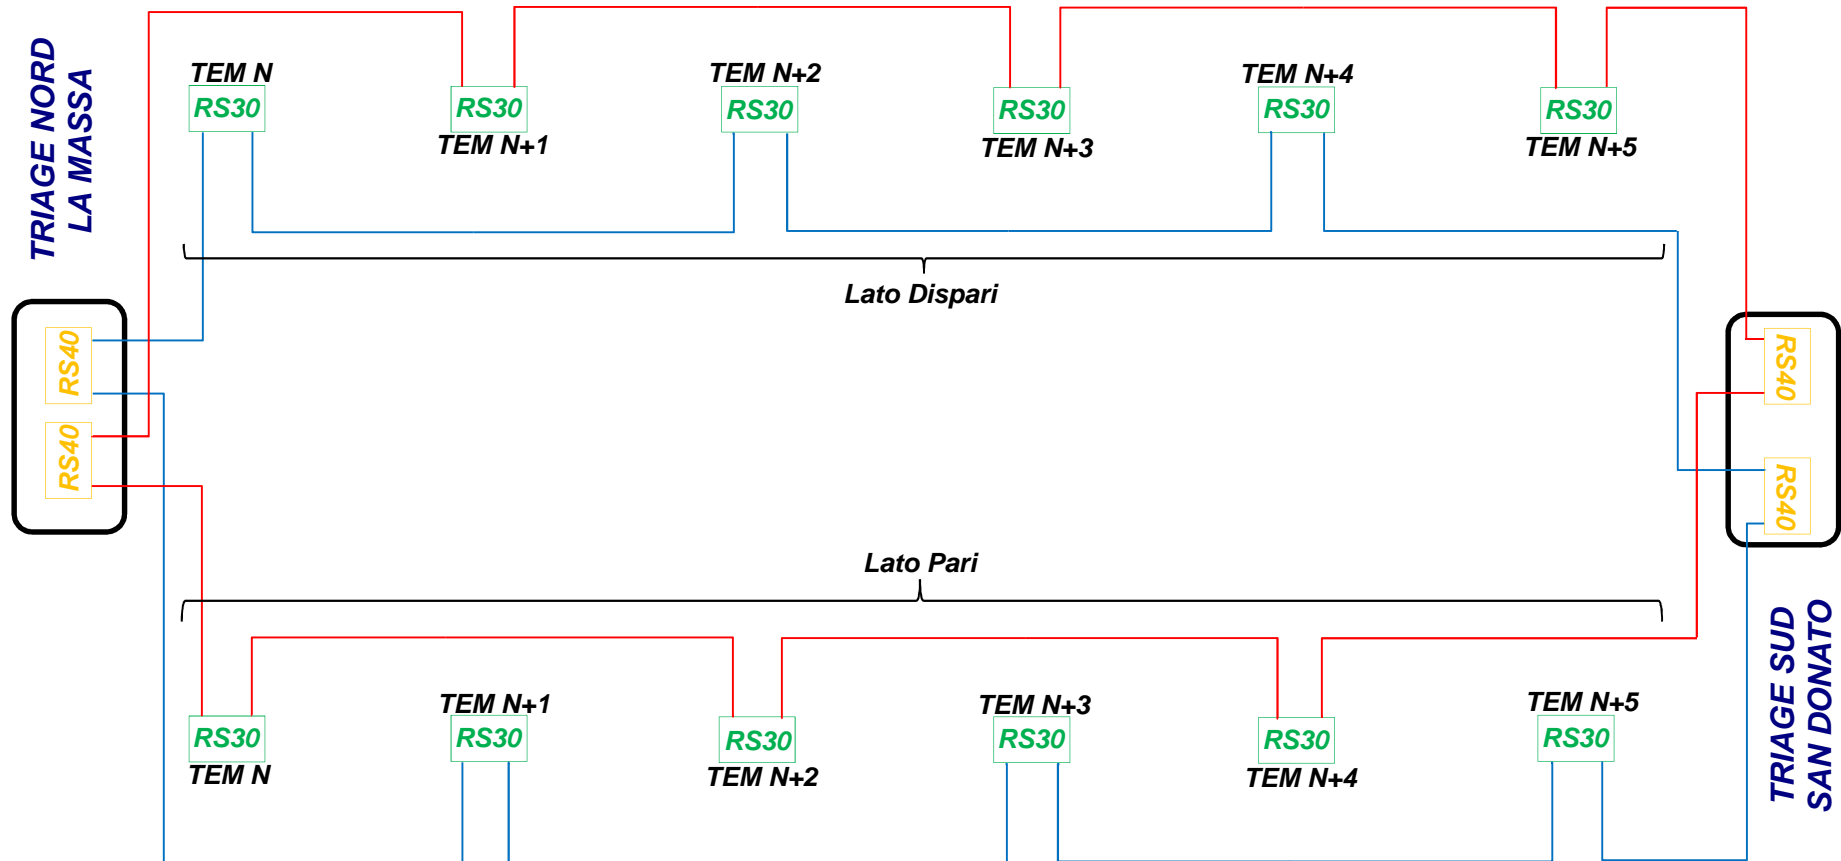 TRIAGE NORD
LA MASSA
TEM N
RS30
RS30
TEM N+1
TEM N+2
RS30
RS30
TEM N+3
TEM N+4
RS30
RS30
TEM N+5
Lato Dispari
RS40
RS40
RS40
RS40
Lato Pari
RS30
TEM N
TEM N+1
RS30
RS30
TEM N+2
TEM N+3
RS30
RS30
TEM N+4
TEM N+5
RS30
TRIAGE SUD
SAN DONATO